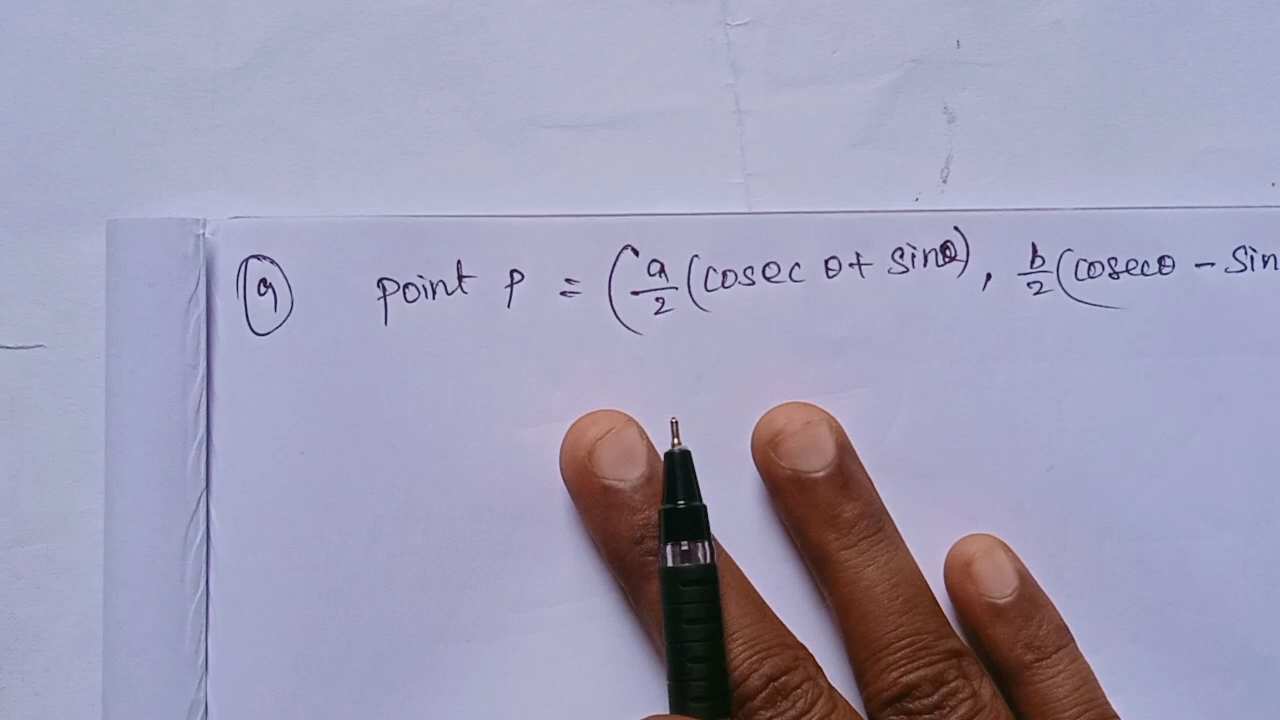 9 point P = (a/2 (cosec θ + sinθ), b/2 (cosecθ - Sin